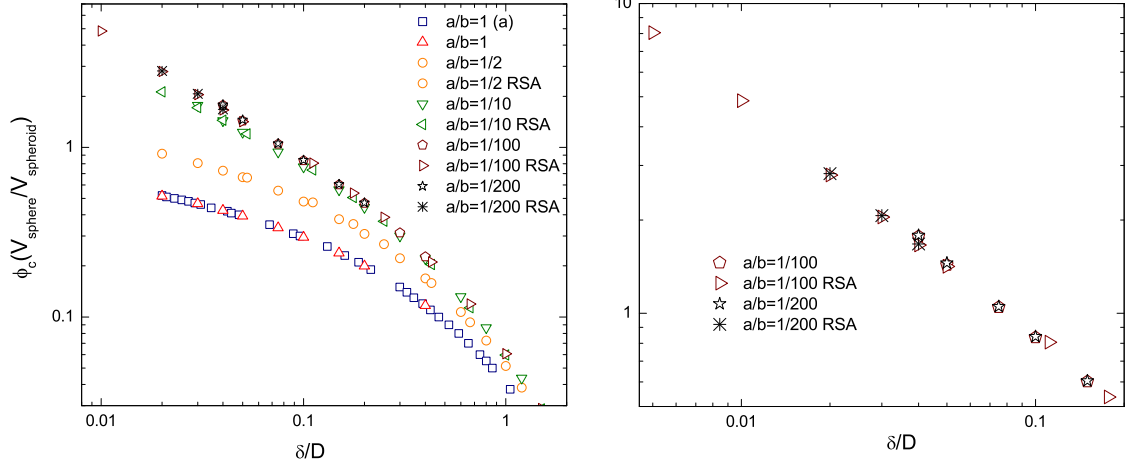 a/b=1 (a)
a/b=1
a/b=1/2
a/b=1/2 RSA
a/b=1/10
a/b=1/10 RSA
a/b=1/100
a/b=1/100 RSA
a/b=1/200
a/b=1/200 RSA
1
0.1
ϕc(Vsphere/Vspheroid)
0.01
0.1
1
δ/D
10
1
a/b=1/100
a/b=1/100 RSA
a/b=1/200
a/b=1/200 RSA
0.01
0.1
δ/D